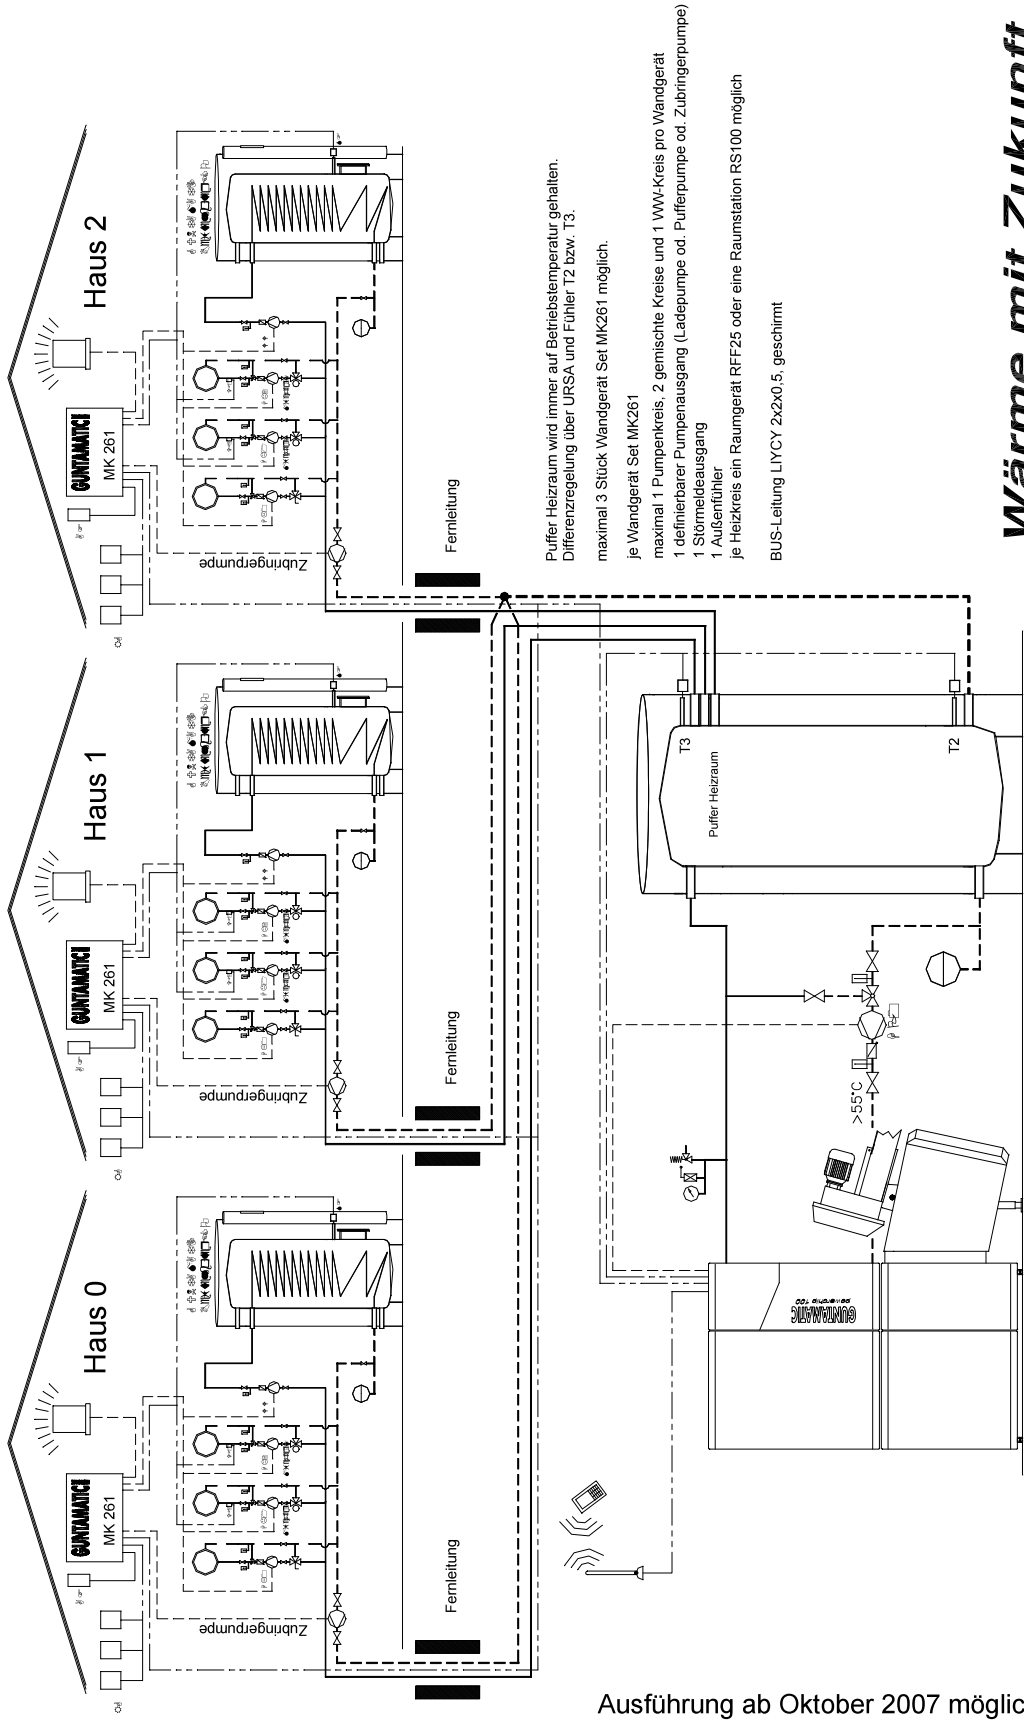 Haus 0
GUNTAMATIC
MK 261
Zubringerpumpe
Fernleitung
Haus 1
GUNTAMATIC
MK 261
Zubringerpumpe
Fernleitung
Haus 2
GUNTAMATIC
MK 261
Zubringerpumpe
Fernleitung
Puffer Heizraum wird immer auf Betriebstemperatur gehalten.
Differenzregelung über URSA und Fühler T2 bzw. T3.
maximal 3 Stück Wandgerät Set MK261 möglich.
je Wandgerät Set MK261
maximal 1 Pumpenkreis, 2 gemischte Kreise und 1 WW-Kreis pro Wandgerät
1 definierbarer Pumpenausgang (Ladepumpe od. Pufferpumpe od. Zubringerpumpe)
1 Störmeldeausgang
1 Außenfühler
je Heizkreis ein Raumgerät RFF25 oder eine Raumstation RS100 möglich
BUS-Leitung LIYCY 2x2x0,5, geschirmt
T3
Puffer Heizraum
T2
>55°C
GUNTAMATIC
powerchip 100
Wärme mit Zukunft
Ausführung ab Oktober 2007 möglic